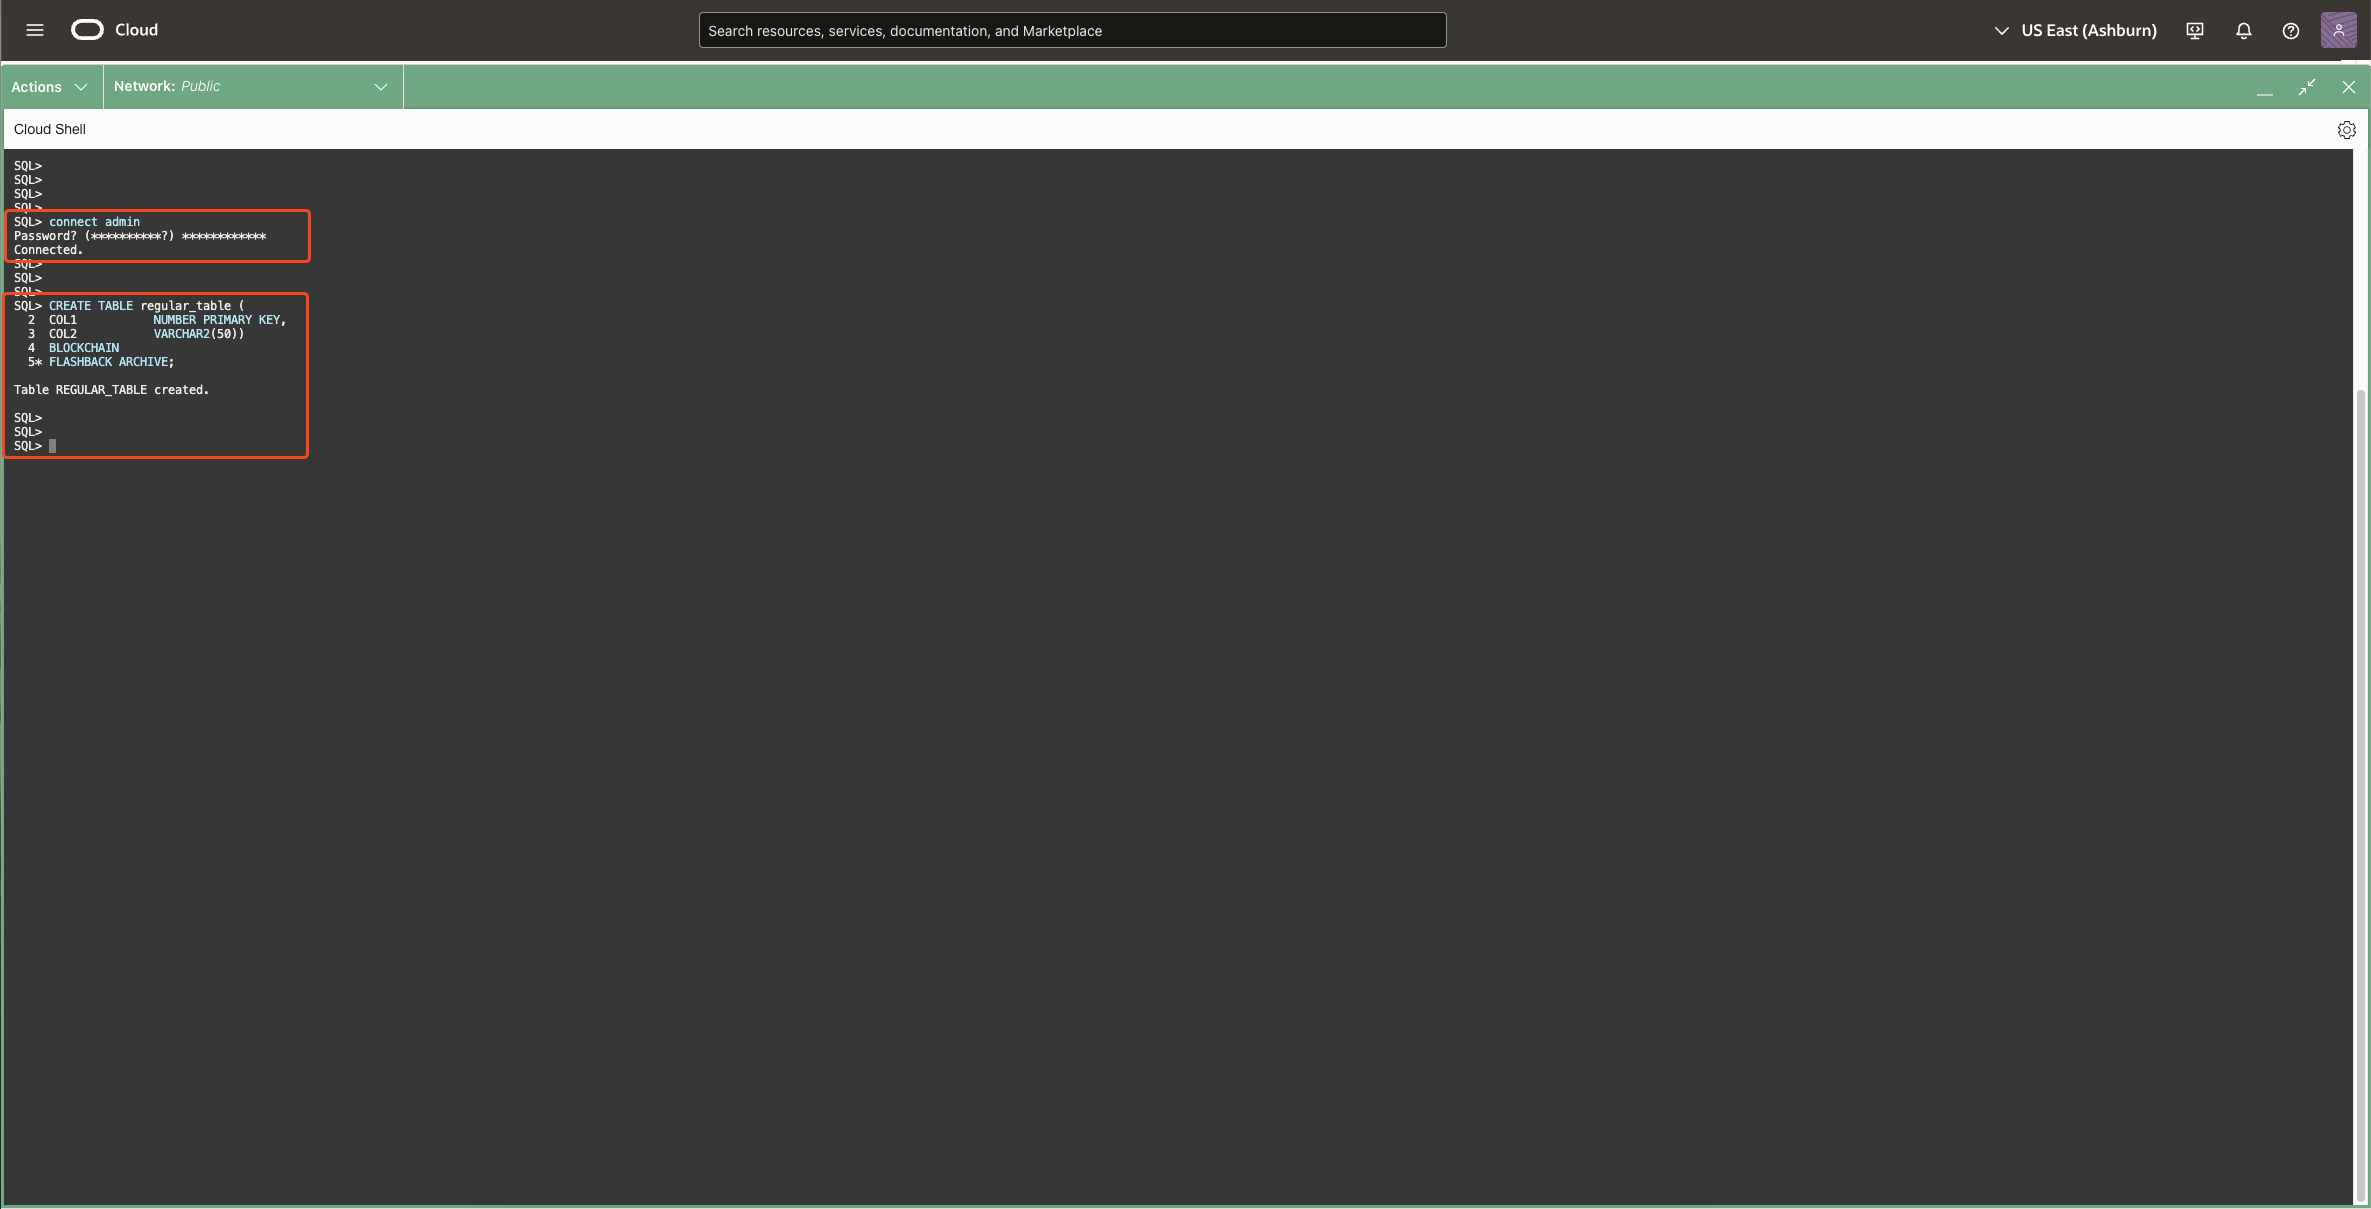 Cloud
Search resources, services, documentation, and Marketplace
US East (Ashburn)
Actions
Network: Public
Cloud Shell
SQL>
SQL>
SQL>
SQL>
SQL> connect admin
Password? (**********?) ************
Connected.
SQL>
SQL>
SQL>
SQL> CREATE TABLE regular_table (
2 COL1 NUMBER PRIMARY KEY,
3 COL2 VARCHAR2(50))
4 BLOCKCHAIN
5* FLASHBACK ARCHIVE;
Table REGULAR_TABLE created.
SQL>
SQL>
SQL>